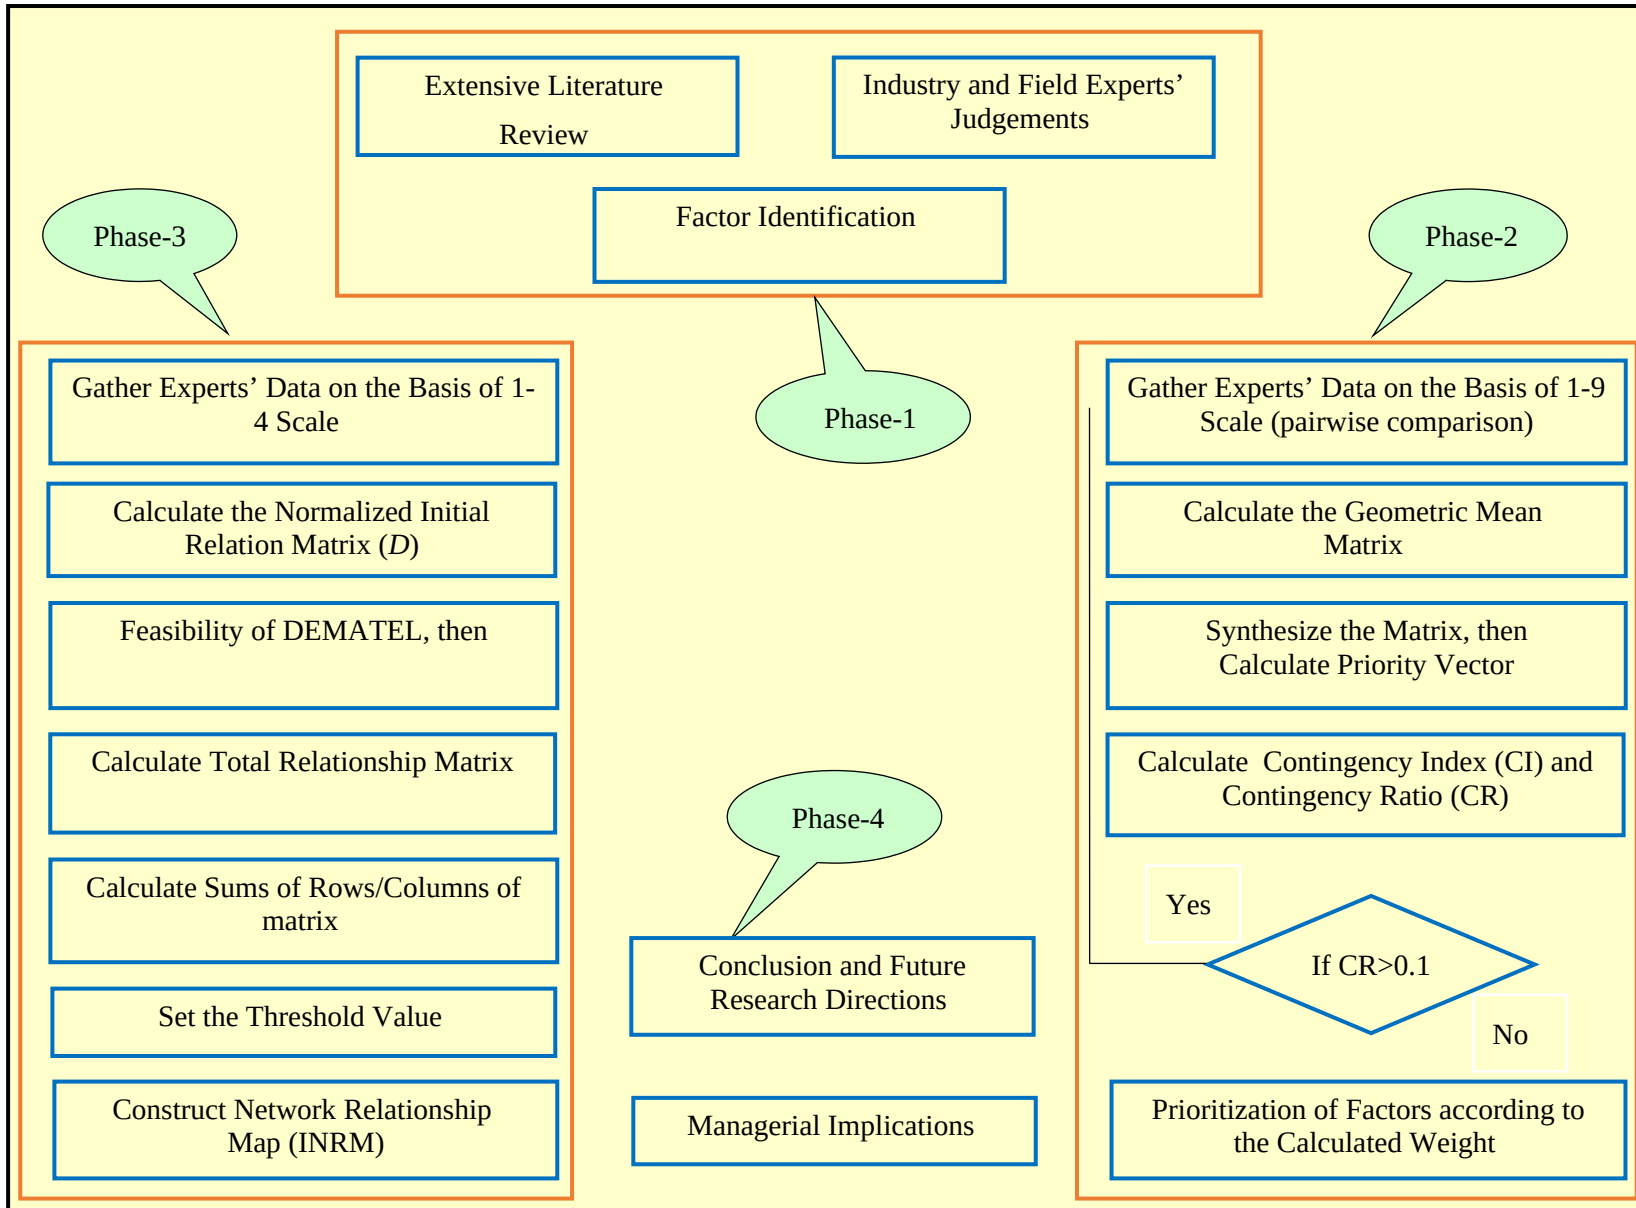 Extensive Literature
Review
Industry and Field Experts’
Judgements
Factor Identification
Phase-3
Phase-2
Phase-1
Gather Experts’ Data on the Basis of 1-
4 Scale
Calculate the Normalized Initial
Relation Matrix (D)
Feasibility of DEMATEL, then
Calculate Total Relationship Matrix
Calculate Sums of Rows/Columns of
matrix
Set the Threshold Value
Construct Network Relationship
Map (INRM)
Phase-4
Conclusion and Future
Research Directions
Managerial Implications
Gather Experts’ Data on the Basis of 1-9
Scale (pairwise comparison)
Calculate the Geometric Mean
Matrix
Synthesize the Matrix, then
Calculate Priority Vector
Calculate  Contingency Index (CI) and
Contingency Ratio (CR)
Yes
If CR>0.1
No
Prioritization of Factors according to
the Calculated Weight